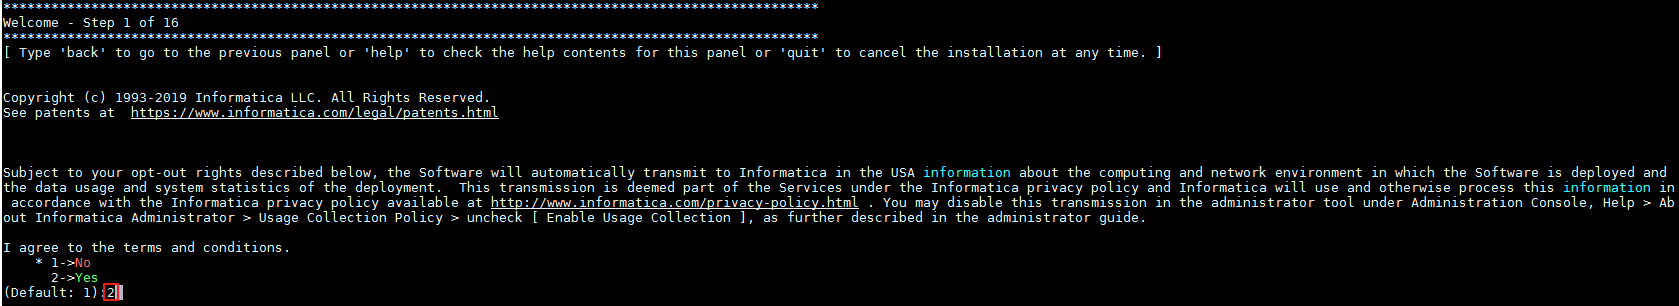 ******************************************************************************************************
Welcome - Step 1 of 16
******************************************************************************************************
[ Type 'back' to go to the previous panel or 'help' to check the help contents for this panel or 'quit' to cancel the installation at any time. ]
Copyright (c) 1993-2019 Informatica LLC. All Rights Reserved.
See patents at  https://www.informatica.com/legal/patents.html
Subject to your opt-out rights described below, the Software will automatically transmit to Informatica in the USA information about the computing and network environment in which the Software is deployed and
the data usage and system statistics of the deployment.  This transmission is deemed part of the Services under the Informatica privacy policy and Informatica will use and otherwise process this information in
 accordance with the Informatica privacy policy available at http://www.informatica.com/privacy-policy.html . You may disable this transmission in the administrator tool under Administration Console, Help > Ab
out Informatica Administrator > Usage Collection Policy > uncheck [ Enable Usage Collection ], as further described in the administrator guide.
I agree to the terms and conditions.
    * 1->No
      2->Yes
(Default: 1):2